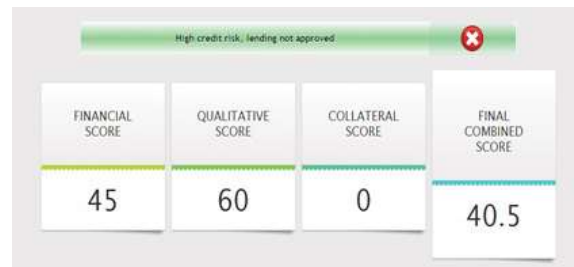 High credit risk, lending not approved
FINANCIAL
SCORE
45
QUALITATIVE
SCORE
60
COLLATERAL
SCORE
0
FINAL
COMBINED
SCORE
40.5